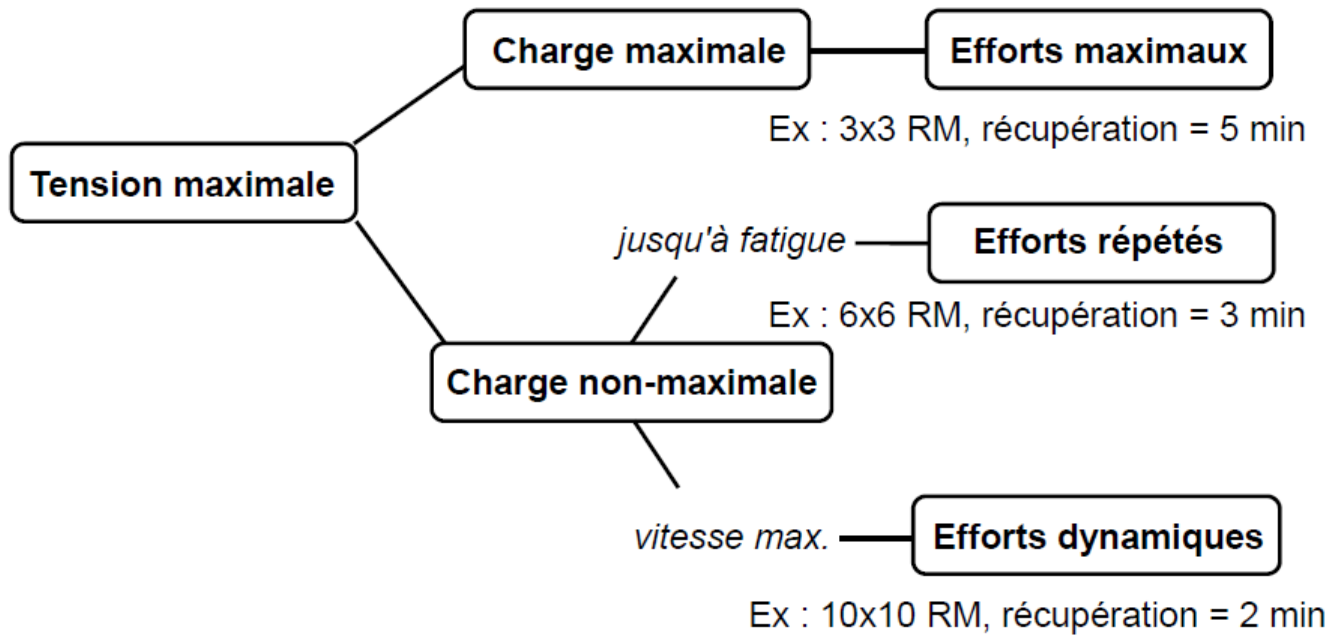 Charge maximale
Efforts maximaux
Ex : 3x3 RM, récupération = 5 min
Tension maximale
jusqu'à fatigue
Efforts répétés
Ex : 6x6 RM, récupération = 3 min
Charge non-maximale
vitesse max.
Efforts dynamiques
Ex : 10x10 RM, récupération = 2 min